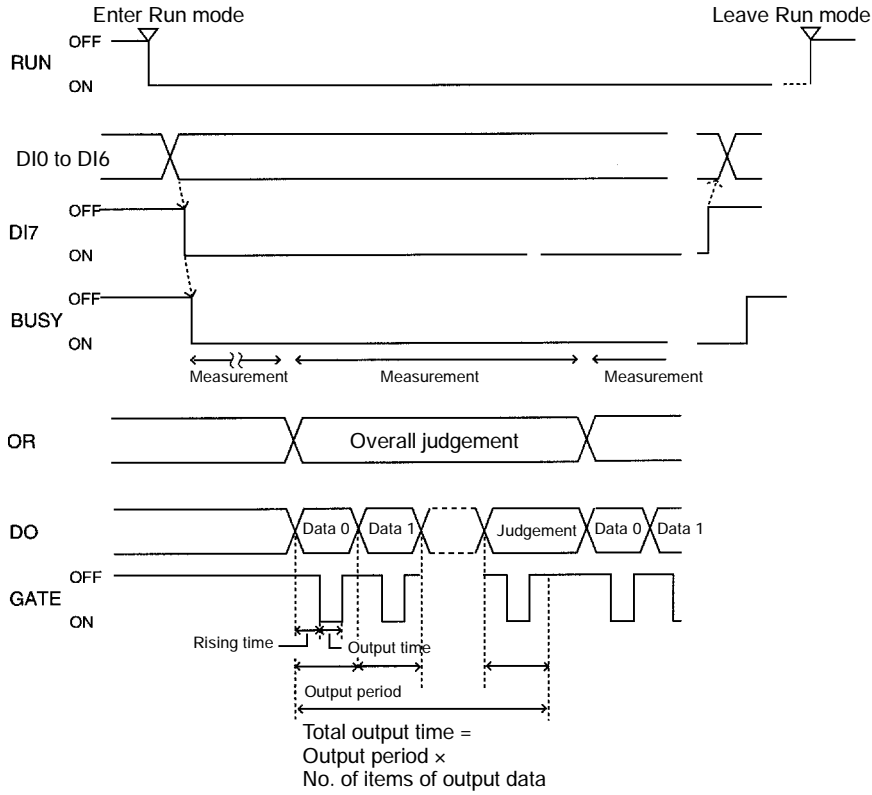 Enter Run mode
Leave Run mode
OFF
RUN
ON
DI0 to DI6
OFF
DI7
ON
OFF
BUSY
ON
Measurement
Measurement
Measurement
OR
Overall judgement
DO
Data 0
Data 1
Judgement
Data 0
Data 1
OFF
GATE
ON
Rising time
Output time
Output period
Total output time =
Output period ×
No. of items of output data